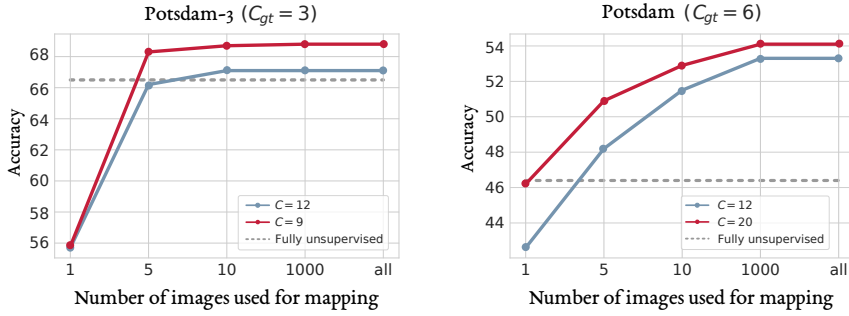 Potsdam-3 (C_gt = 3)
Accuracy
68
66
64
62
60
58
56
C = 12
C = 9
Fully unsupervised
1 5 10 1000 all
Number of images used for mapping
Potsdam (C_gt = 6)
Accuracy
54
52
50
48
46
44
C = 12
C = 20
Fully unsupervised
1 5 10 1000 all
Number of images used for mapping